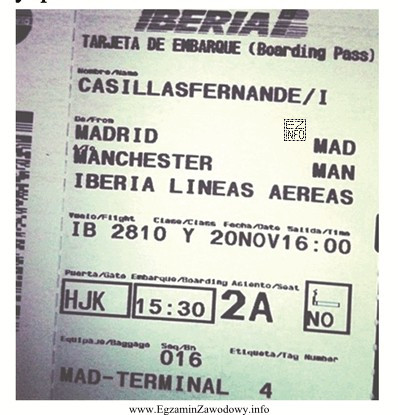 IBERIA
TARJETA DE EMBARQUE (Boarding Pass)
Nombre/Name
CASILLASFERNANDE/I
De/From
MADRID MAD
MANCHESTER MAN
IBERIA LINEAS AEREAS
Vuelo/Flight Clase/Class Fecha/Date Salida/Time
IB 2810 Y 20NOV16:00
Puerta/Gate Embarque/Boarding Asiento/Seat
HJK 15:30 2A NO
Equipaje/Baggage Seq/Bn Etiqueta/Tag Number
016
MAD-TERMINAL 4
EZ
INFO
www.EgzaminZawodowy.info